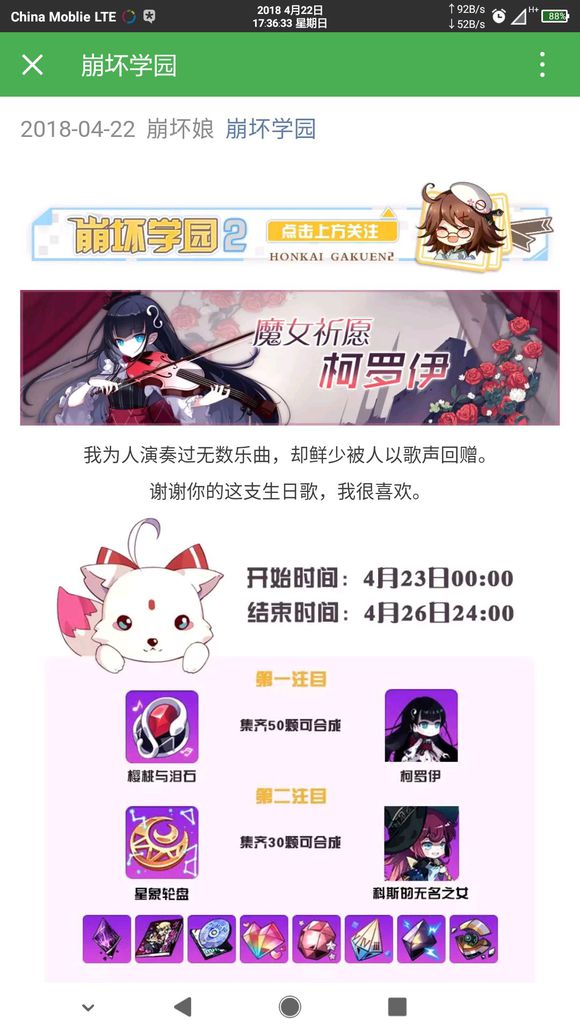 China Moblie LTE
2018 4月22日
17:36:33 星期日
↑92B/s
↓52B/s
H+
88%
崩坏学园
2018-04-22 崩坏娘 崩坏学园
崩坏学园2
点击上方关注
HONKAI GAKUEN2
魔女祈愿
柯罗伊
我为人演奏过无数乐曲，却鲜少被人以歌声回赠。
谢谢你的这支生日歌，我很喜欢。
开始时间：4月23日00:00
结束时间：4月26日24:00
第一注目
集齐50颗可合成
樱桃与泪石
柯罗伊
第二注目
集齐30颗可合成
星象轮盘
科斯的无名之女